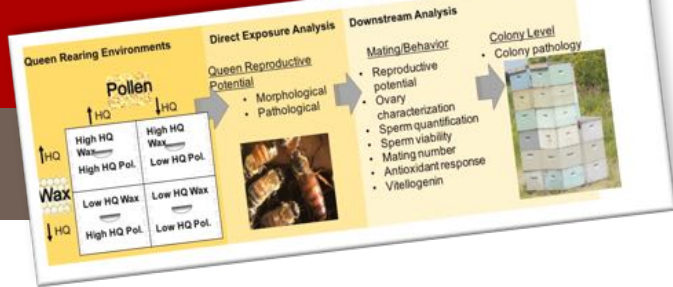 Queen Rearing Environments
Pollen
↑HQ ↓HQ
↑HQ
Wax
↓HQ
High HQ
Wax
High HQ Pol.
High HQ
Wax
Low HQ Pol.
Low HQ Wax
High HQ Pol.
Low HQ Wax
Low HQ Pol.
Direct Exposure Analysis
Queen Reproductive
Potential
• Morphological
• Pathological
Downstream Analysis
Mating/Behavior
• Reproductive
potential
• Ovary
characterization
• Sperm quantification
• Sperm viability
• Mating number
• Antioxidant response
• Vitellogenin
Colony Level
• Colony pathology